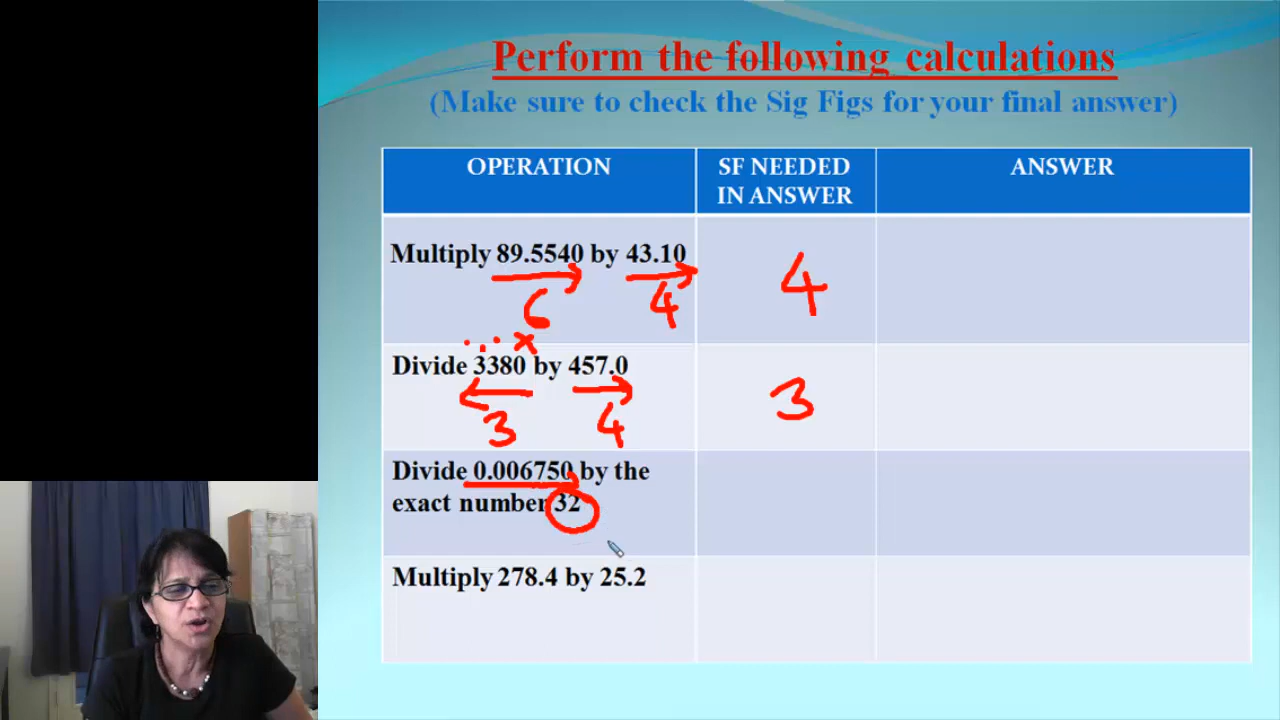 Perform the following calculations
(Make sure to check the Sig Figs for your final answer)
OPERATION
SF NEEDED
IN ANSWER
ANSWER
Multiply 89.5540 by 43.10
6
4
4
Divide 3380 by 457.0
3
4
3
Divide 0.006750 by the
exact number 32
Multiply 278.4 by 25.2